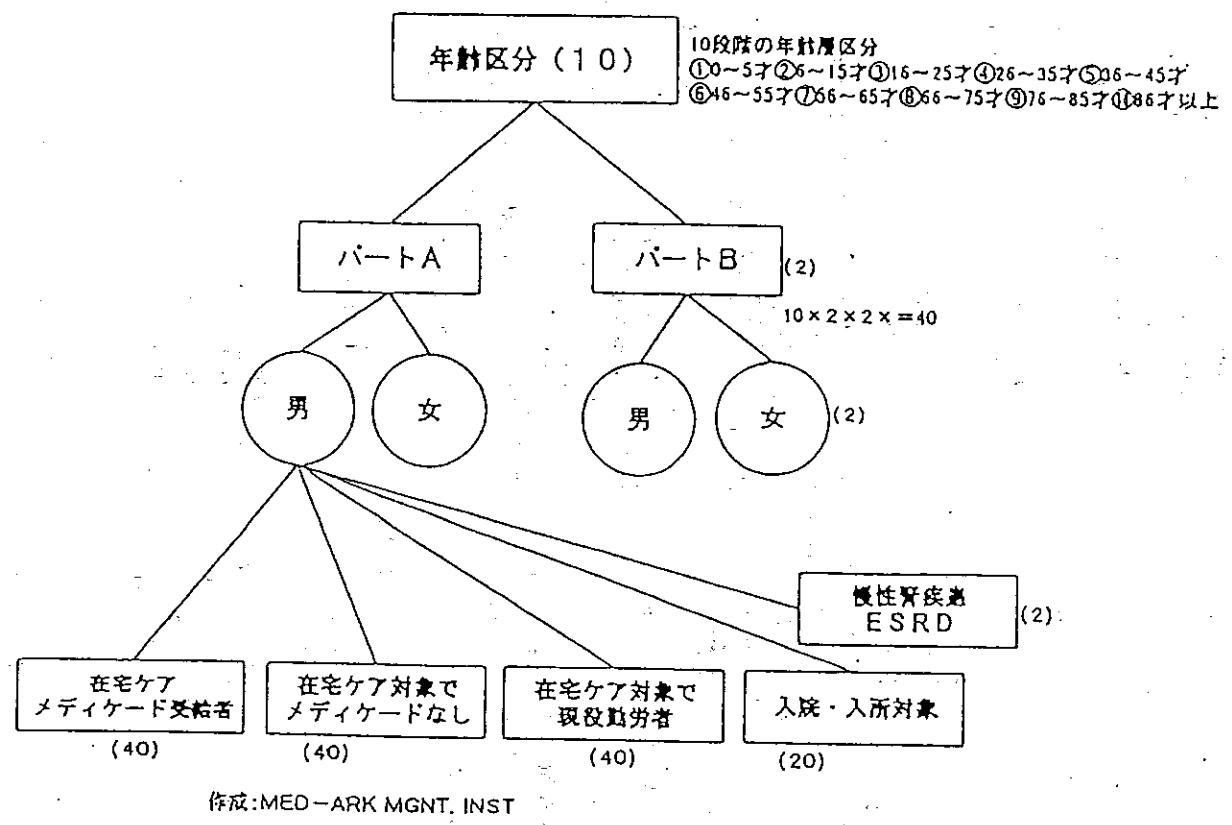 年齢区分(10)
10段階の年齢層区分
①0~5才②6~15才③16~25才④26~35才⑤36~45才
⑥46~55才⑦56~65才⑧66~75才⑨76~85才⑩86才以上
パートA
パートB
(2)
10×2×2×=40
男
女
男
女
(2)
慢性腎疾患
ESRD
(2)
在宅ケア
メディケード受給者
(40)
在宅ケア対象で
メディケードなし
(40)
在宅ケア対象で
現役勤労者
(40)
入院・入所対象
(20)
作成:MED-ARK MGNT. INST